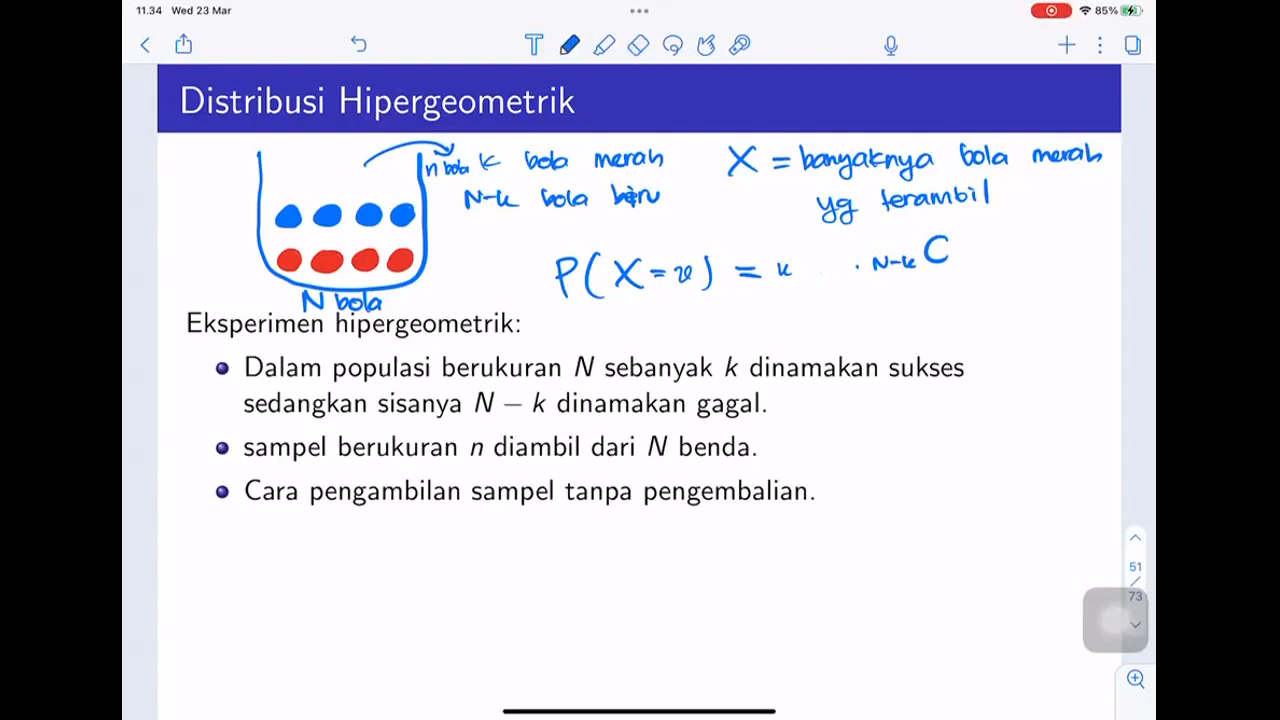 11.34 Wed 23 Mar
85%
Distribusi Hipergeometrik
n bola k bola merah
N-k bola biru
X = banyaknya bola merah
yg terambil
P(X=x) = k . N-k C
N bola
Eksperimen hipergeometrik:
Dalam populasi berukuran N sebanyak k dinamakan sukses
sedangkan sisanya N − k dinamakan gagal.
sampel berukuran n diambil dari N benda.
Cara pengambilan sampel tanpa pengembalian.
51
/
73